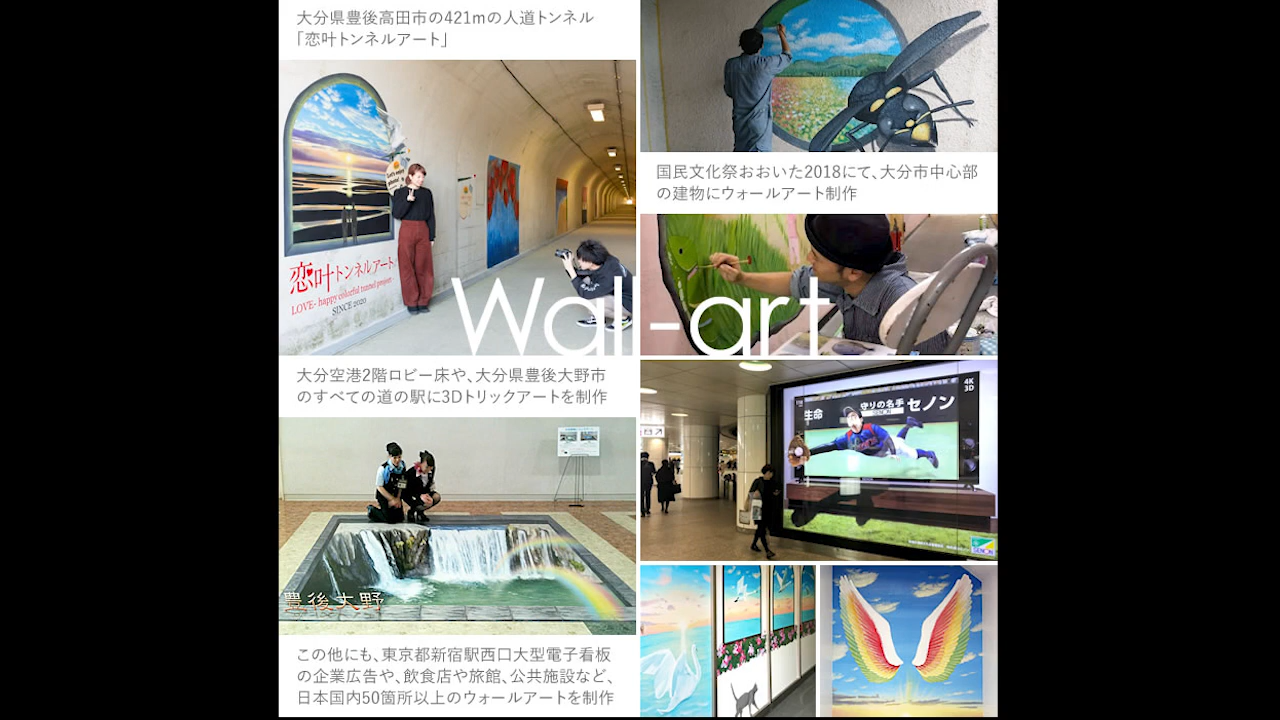 大分県豊後高田市の421mの人道トンネル
「恋叶トンネルアート」
恋叶トンネルアート
LOVE- happy colorful tunnel project
SINCE 2020
国民文化祭おおいた2018にて、大分市中心部
の建物にウォールアート制作
Wall-art
大分空港2階ロビー床や、大分県豊後大野市
のすべての道の駅に3Dトリックアートを制作
4K
3D
生命
守りの名手
セノン
SENON
豊後大野
この他にも、東京都新宿駅西口大型電子看板
の企業広告や、飲食店や旅館、公共施設など、
日本国内50箇所以上のウォールアートを制作